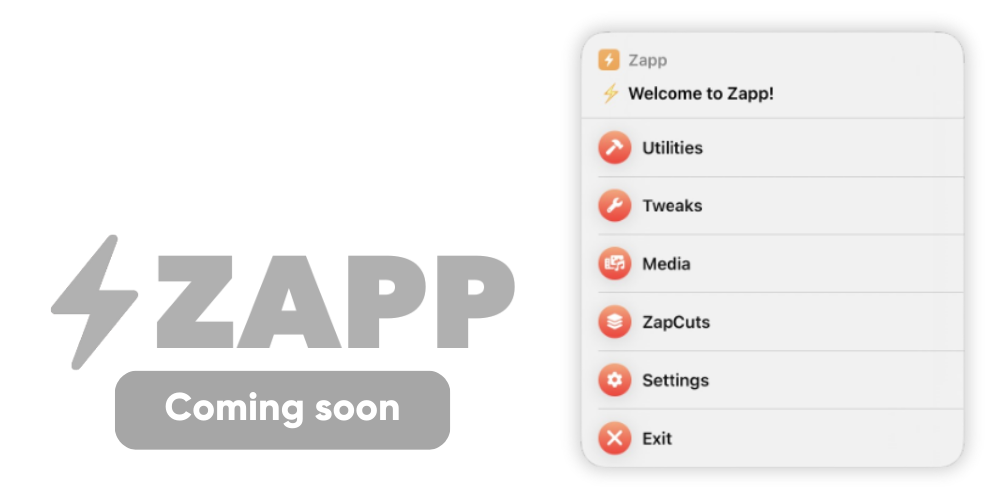 ZAPP
Coming soon
Zapp
Welcome to Zapp!
Utilities
Tweaks
Media
ZapCuts
Settings
Exit